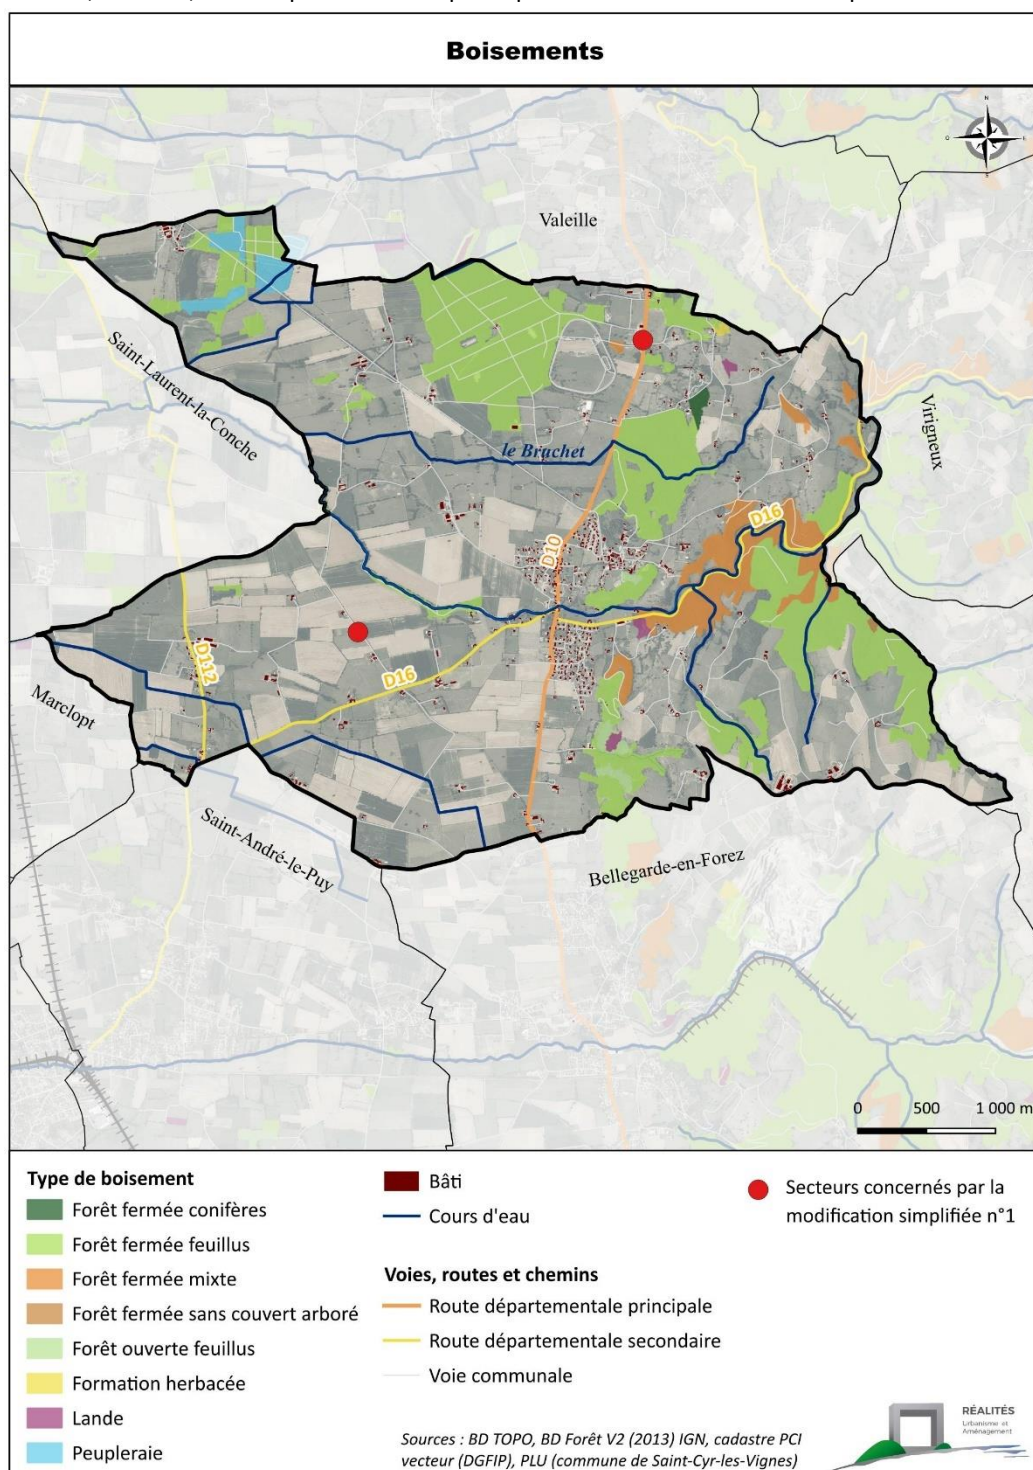 Boisements
N
O
E
S
Valeille
Saint-Laurent-la-Conche
Virigneux
le Bruchet
D16
D10
D112
D16
Marclopt
Saint-André-le-Puy
Bellegarde-en-Forez
0 500 1 000 m
Type de boisement
Forêt fermée conifères
Forêt fermée feuillus
Forêt fermée mixte
Forêt fermée sans couvert arboré
Forêt ouverte feuillus
Formation herbacée
Lande
Peupleraie
Bâti
Cours d'eau
Voies, routes et chemins
Route départementale principale
Route départementale secondaire
Voie communale
Secteurs concernés par la
modification simplifiée n°1
Sources : BD TOPO, BD Forêt V2 (2013) IGN, cadastre PCI
vecteur (DGFIP), PLU (commune de Saint-Cyr-les-Vignes)
RÉALITÉS
Urbanisme et
Aménagement